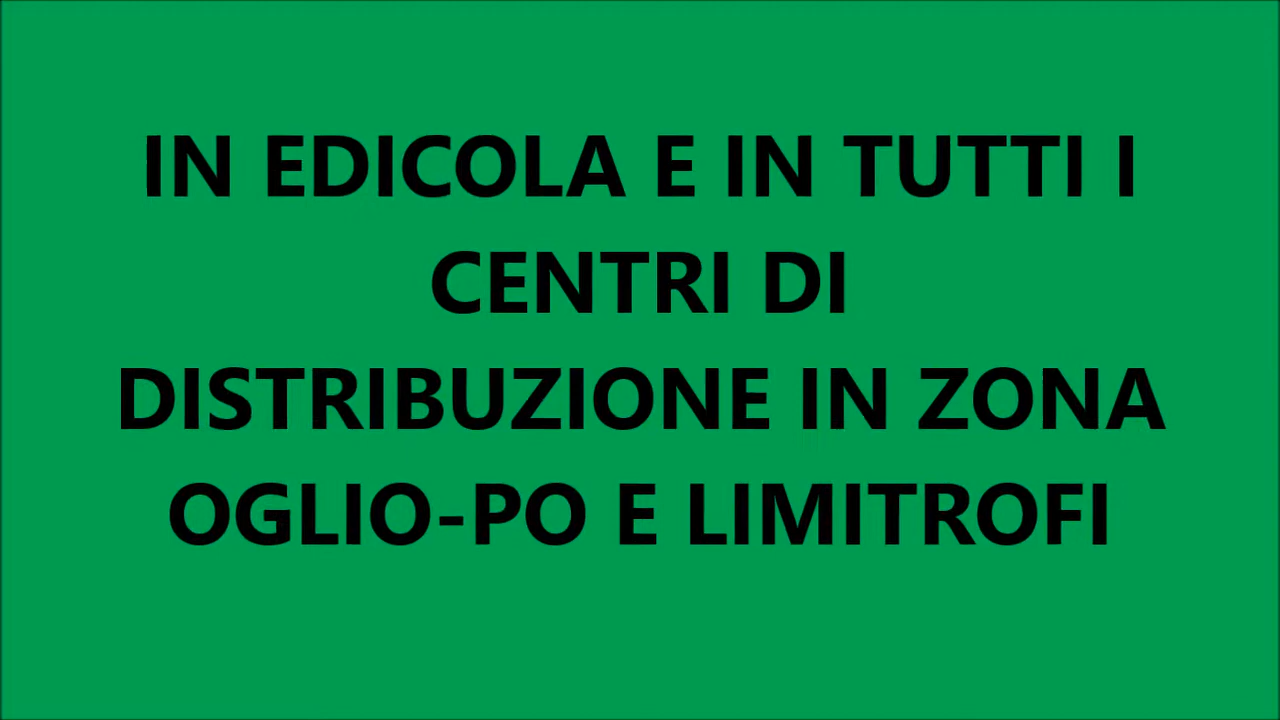 IN EDICOLA E IN TUTTI I
CENTRI DI
DISTRIBUZIONE IN ZONA
OGLIO-PO E LIMITROFI